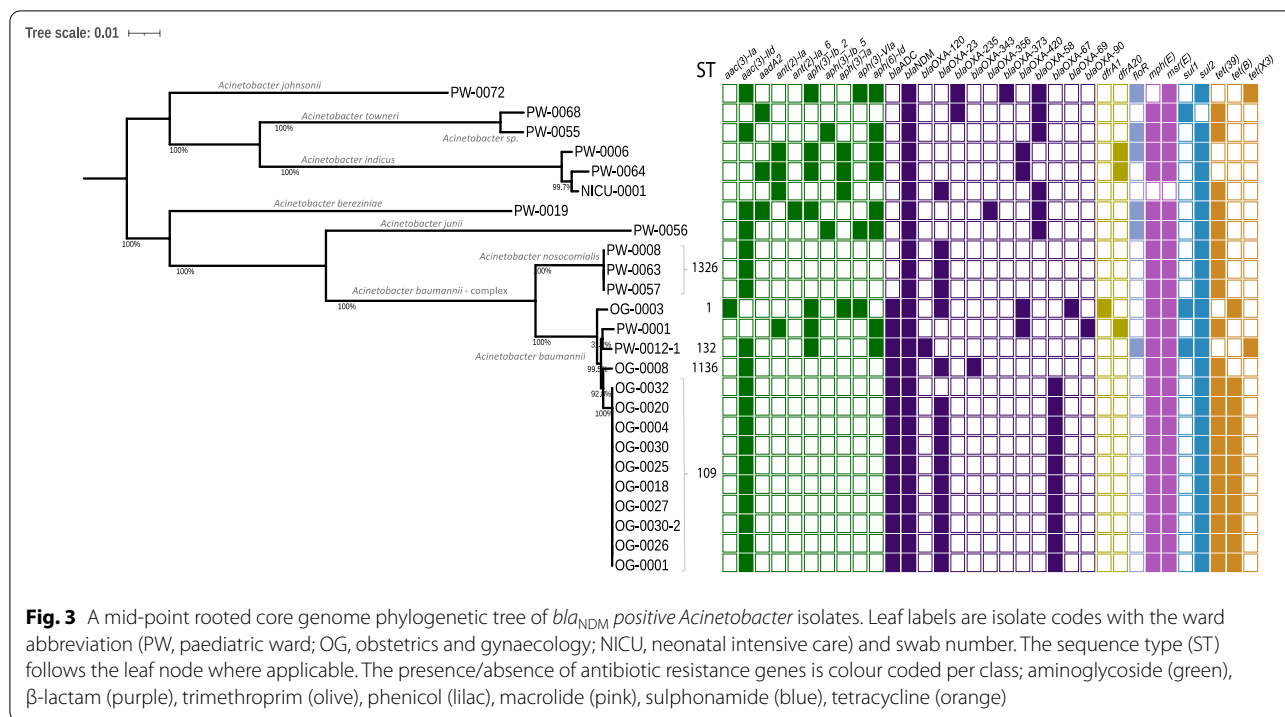 Tree scale: 0.01
ST
aac(3)-Ia
aac(3)-IId
aadA2
ant(2)-Ia
ant(2)-Ia_6
aph(3)-Ib_2
aph(3)-Ib_5
aph(3)-Ia
aph(3)-VIa
aph(6)-Id
blaADC
blaNDM
blaOXA-120
blaOXA-23
blaOXA-235
blaOXA-343
blaOXA-356
blaOXA-373
blaOXA-420
blaOXA-58
blaOXA-67
blaOXA-69
blaOXA-90
dfrA1
dfrA20
floR
mph(E)
msr(E)
sul1
sul2
tet(39)
tet(B)
tet(X3)
Acinetobacter johnsonii
PW-0072
Acinetobacter towneri
PW-0068
100%
PW-0055
Acinetobacter sp.
100%
PW-0006
Acinetobacter indicus
PW-0064
99.7%
NICU-0001
Acinetobacter bereziniae
PW-0019
100%
Acinetobacter junii
PW-0056
PW-0008
Acinetobacter nosocomialis
100%
PW-0063
1326
100%
PW-0057
Acinetobacter baumannii - complex
OG-0003
1
100%
PW-0001
100%
PW-0012-1
132
Acinetobacter baumannii
OG-0008
1136
OG-0032
100%
OG-0020
OG-0004
OG-0030
OG-0025
109
OG-0018
OG-0027
OG-0030-2
OG-0026
OG-0001
Fig. 3 A mid-point rooted core genome phylogenetic tree of blaNDM positive Acinetobacter isolates. Leaf labels are isolate codes with the ward
abbreviation (PW, paediatric ward; OG, obstetrics and gynaecology; NICU, neonatal intensive care) and swab number. The sequence type (ST)
follows the leaf node where applicable. The presence/absence of antibiotic resistance genes is colour coded per class; aminoglycoside (green),
β-lactam (purple), trimethroprim (olive), phenicol (lilac), macrolide (pink), sulphonamide (blue), tetracycline (orange)